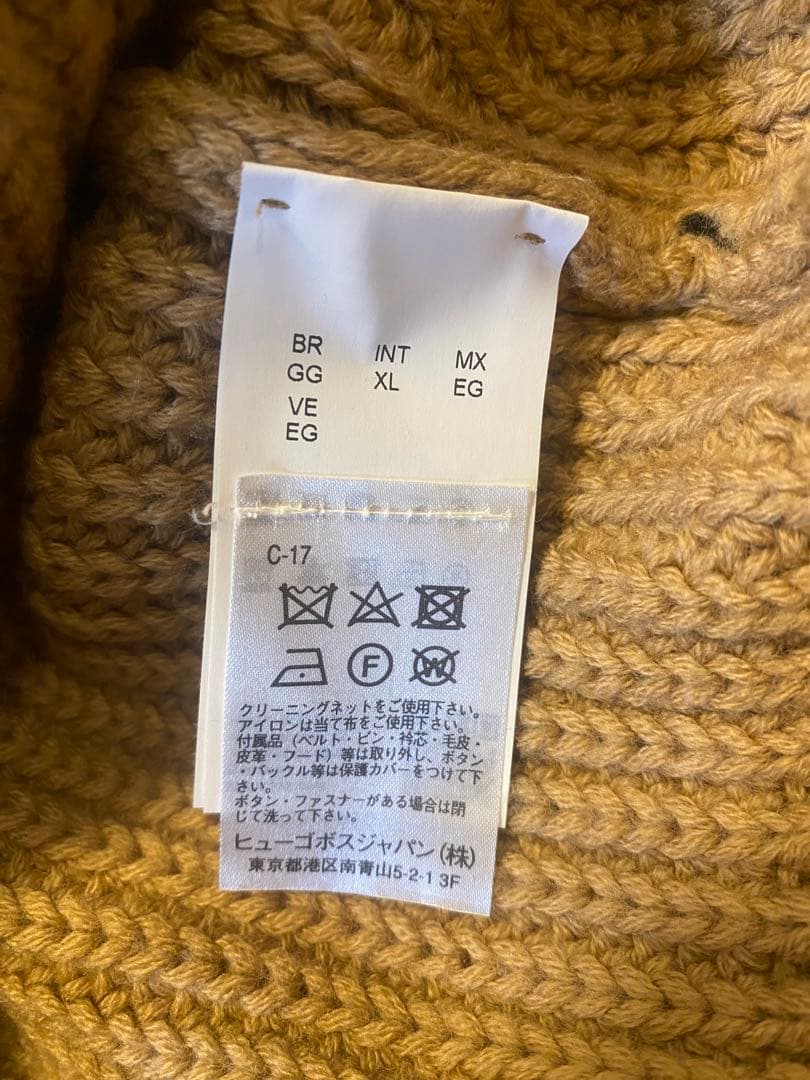 BR INT MX
GG XL EG
VE
EG
C-17
F
W
クリーニングネットをご使用下さい。
アイロンは当て布をご使用下さい。
付属品（ベルト・ピン・衿芯・毛皮・
皮革・フード）等は取り外し、ボタン
・バックル等は保護カバーをつけて下
さい。
ボタン・ファスナーがある場合は閉
じて洗って下さい。
ヒューゴボスジャパン(株)
東京都港区南青山5-2-1 3F